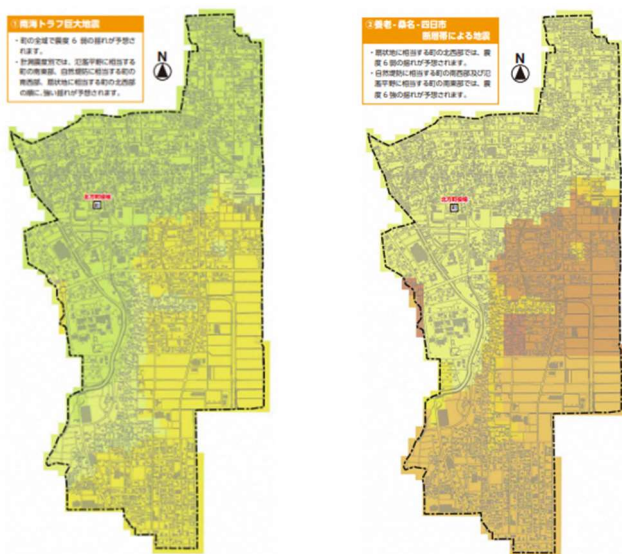 ①南海トラフ巨大地震
・町の全域で震度 6 弱の揺れが予想さ
れます。
・計測震度別では、氾濫平野に相当する
町の南東部、自然堤防に相当する町の
南西部、扇状地に相当する町の北西部
の順に、強い揺れが予想されます。
N
北方町役場
③養老-桑名-四日市
断層帯による地震
・扇状地に相当する町の北西部では、震
度 6 弱の揺れが予想されます。
・自然堤防に相当する町の南西部及び氾
濫平野に相当する町の南東部では、震
度 6 強の揺れが予想されます。
N
北方町役場